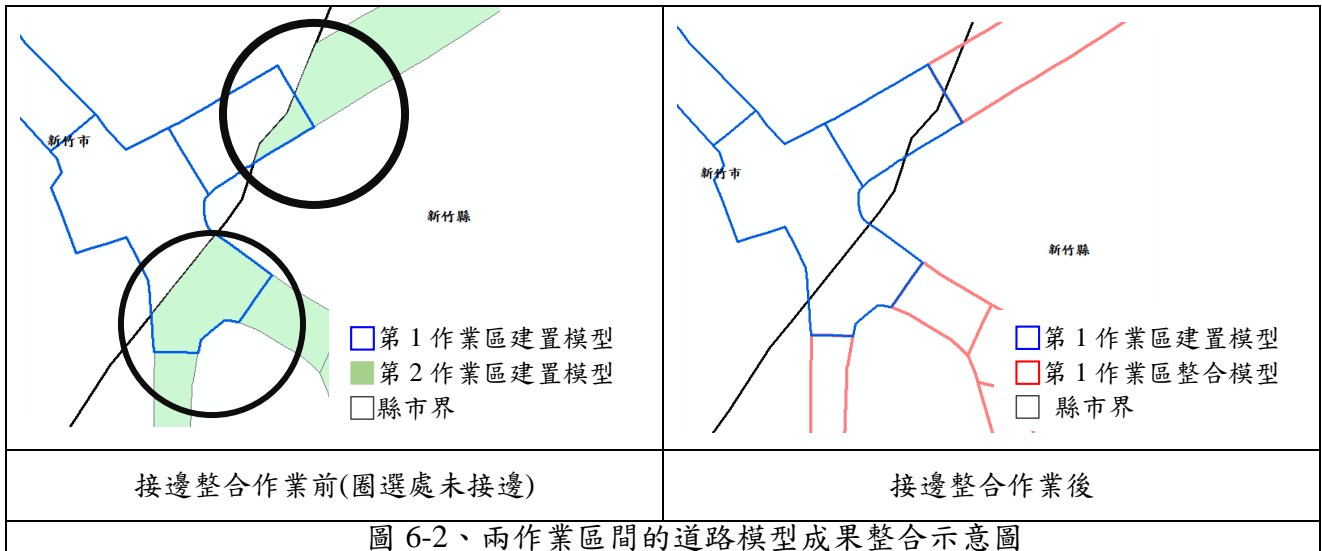 新竹市
新竹縣
第 1 作業區建置模型
第 2 作業區建置模型
縣市界
新竹市
新竹縣
第 1 作業區建置模型
第 1 作業區整合模型
縣市界
接邊整合作業前(圈選處未接邊)
接邊整合作業後
圖 6-2、兩作業區間的道路模型成果整合示意圖